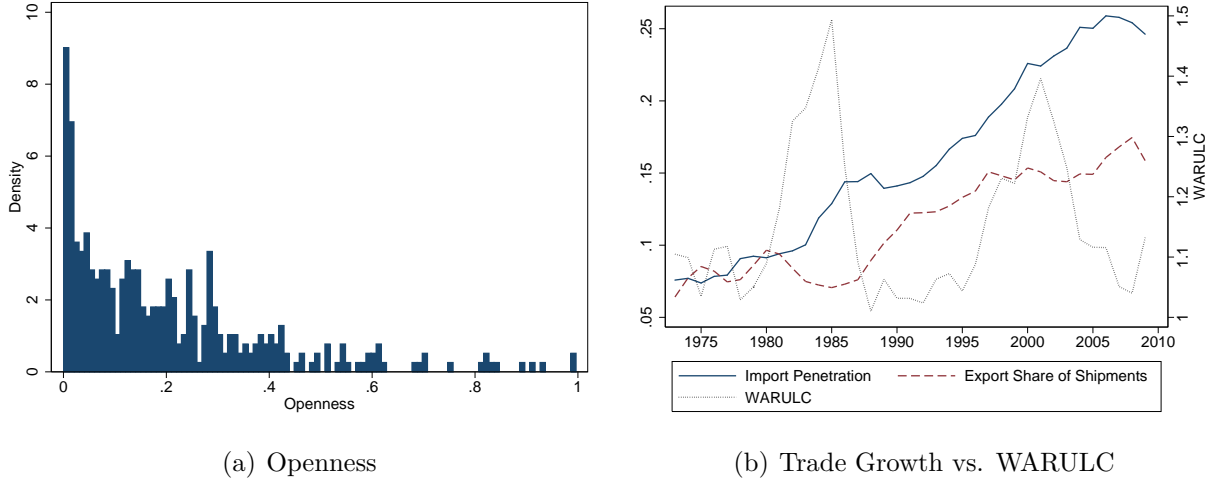 10
8
6
4
2
0
Density
0 .2 .4 .6 .8 1
Openness
(a) Openness
.25
.2
.15
.1
.05
1.5
1.4
1.3
1.2
1.1
1
WARULC
1975 1980 1985 1990 1995 2000 2005 2010
Import Penetration Export Share of Shipments
WARULC
(b) Trade Growth vs. WARULC